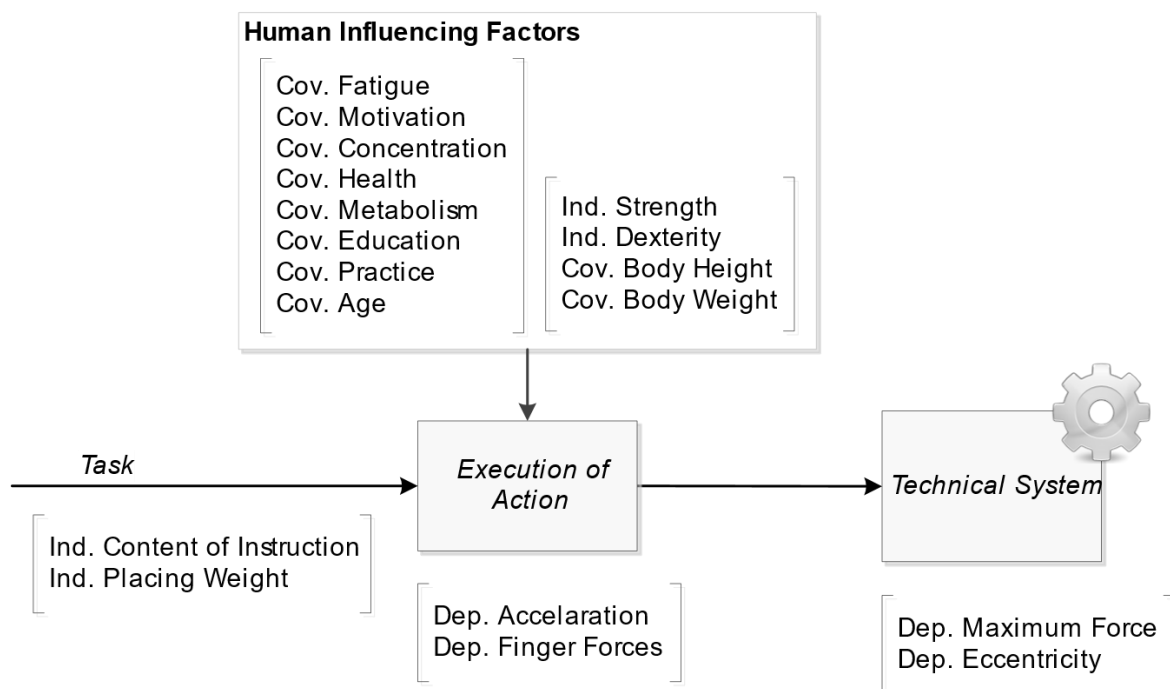 Human Influencing Factors
Cov. Fatigue
Cov. Motivation
Cov. Concentration
Cov. Health
Cov. Metabolism
Cov. Education
Cov. Practice
Cov. Age
Ind. Strength
Ind. Dexterity
Cov. Body Height
Cov. Body Weight
Task
Ind. Content of Instruction
Ind. Placing Weight
Execution of
Action
Dep. Accelaration
Dep. Finger Forces
Technical System
Dep. Maximum Force
Dep. Eccentricity